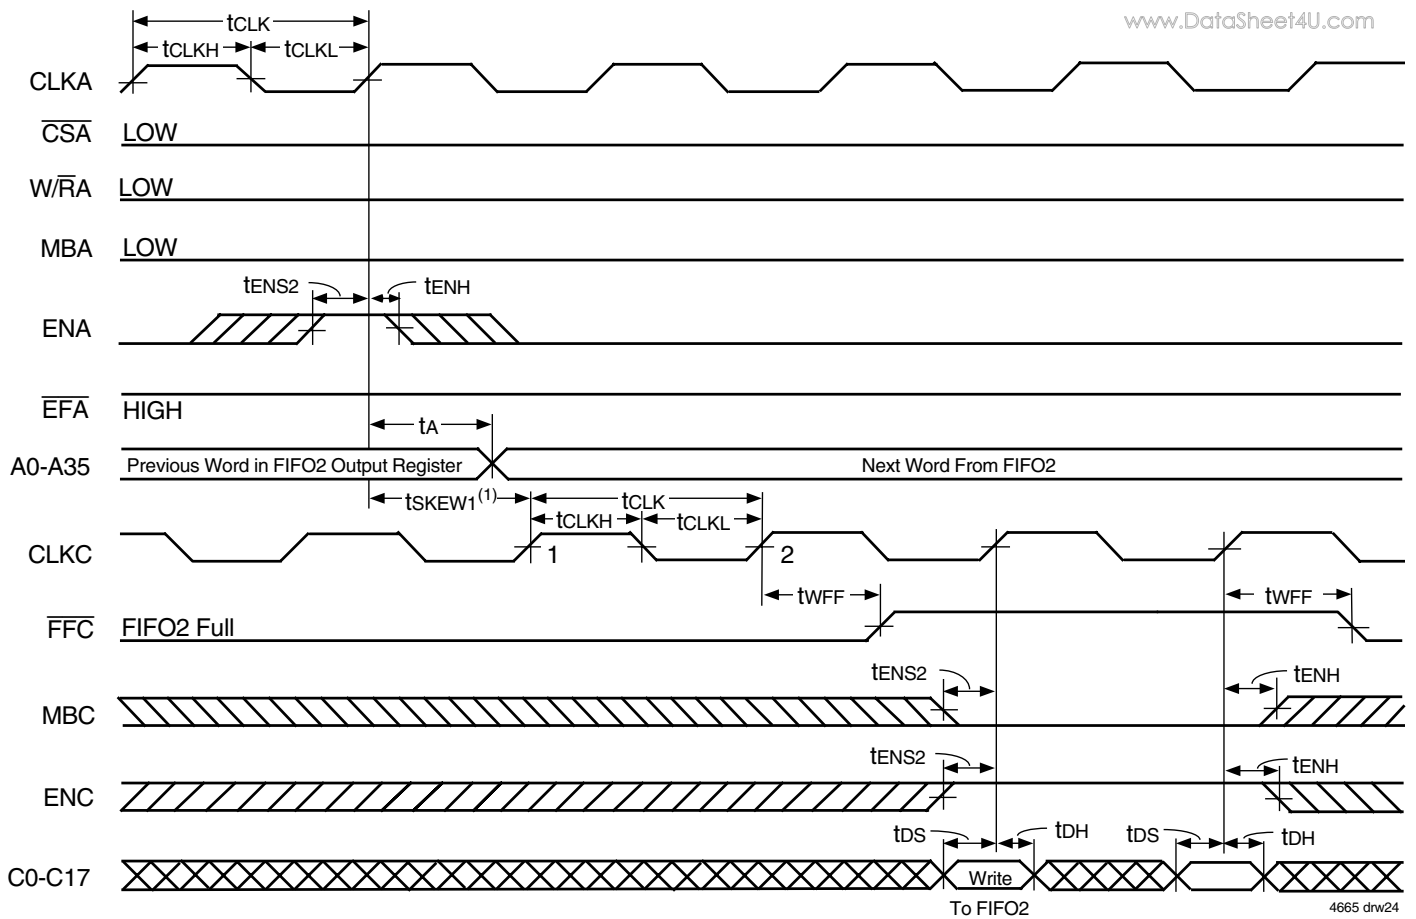 www.DataSheet4U.com
tCLK
tCLKH
tCLKL
CLKA
CSA
LOW
W/RA
LOW
MBA
LOW
tENS2
tENH
ENA
EFA
HIGH
tA
A0-A35
Previous Word in FIFO2 Output Register
Next Word From FIFO2
tSKEW1(1)
tCLK
tCLKH
tCLKL
CLKC
1
2
tWFF
tWFF
FFC
FIFO2 Full
tENS2
tENH
MBC
tENS2
tENH
ENC
tDS
tDH
tDS
tDH
C0-C17
Write
To FIFO2
4665 drw24